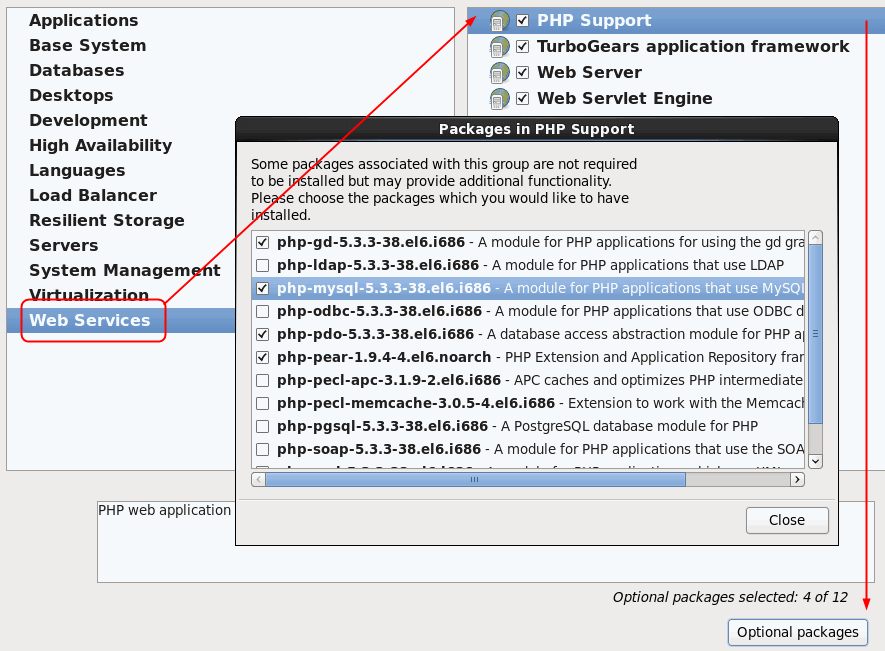 Applications
Base System
Databases
Desktops
Development
High Availability
Languages
Load Balancer
Resilient Storage
Servers
System Management
Virtualization
Web Services
PHP Support
TurboGears application framework
Web Server
Web Servlet Engine
Packages in PHP Support
Some packages associated with this group are not required
to be installed but may provide additional functionality.
Please choose the packages which you would like to have
installed.
php-gd-5.3.3-38.el6.i686 - A module for PHP applications for using the gd gra
php-ldap-5.3.3-38.el6.i686 - A module for PHP applications that use LDAP
php-mysql-5.3.3-38.el6.i686 - A module for PHP applications that use MySQL
php-odbc-5.3.3-38.el6.i686 - A module for PHP applications that use ODBC d
php-pdo-5.3.3-38.el6.i686 - A database access abstraction module for PHP ap
php-pear-1.9.4-4.el6.noarch - PHP Extension and Application Repository fran
php-pecl-apc-3.1.9-2.el6.i686 - APC caches and optimizes PHP intermediate
php-pecl-memcache-3.0.5-4.el6.i686 - Extension to work with the Memcach
php-pgsql-5.3.3-38.el6.i686 - A PostgreSQL database module for PHP
php-soap-5.3.3-38.el6.i686 - A module for PHP applications that use the SOA
Close
PHP web application
Optional packages selected: 4 of 12
Optional packages